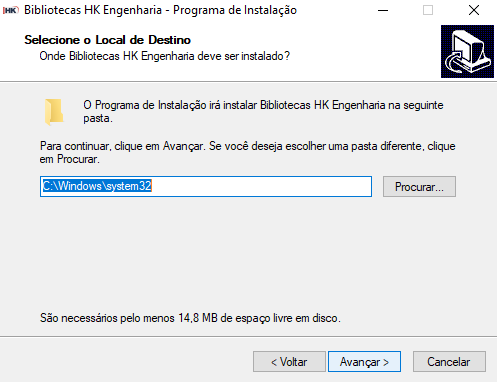 HK Bibliotecas HK Engenharia - Programa de Instalação
Selecione o Local de Destino
Onde Bibliotecas HK Engenharia deve ser instalado?
O Programa de Instalação irá instalar Bibliotecas HK Engenharia na seguinte
pasta.
Para continuar, clique em Avançar. Se você deseja escolher uma pasta diferente, clique
em Procurar.
C:\Windows\system32
Procurar...
São necessários pelo menos 14,8 MB de espaço livre em disco.
< Voltar
Avançar >
Cancelar